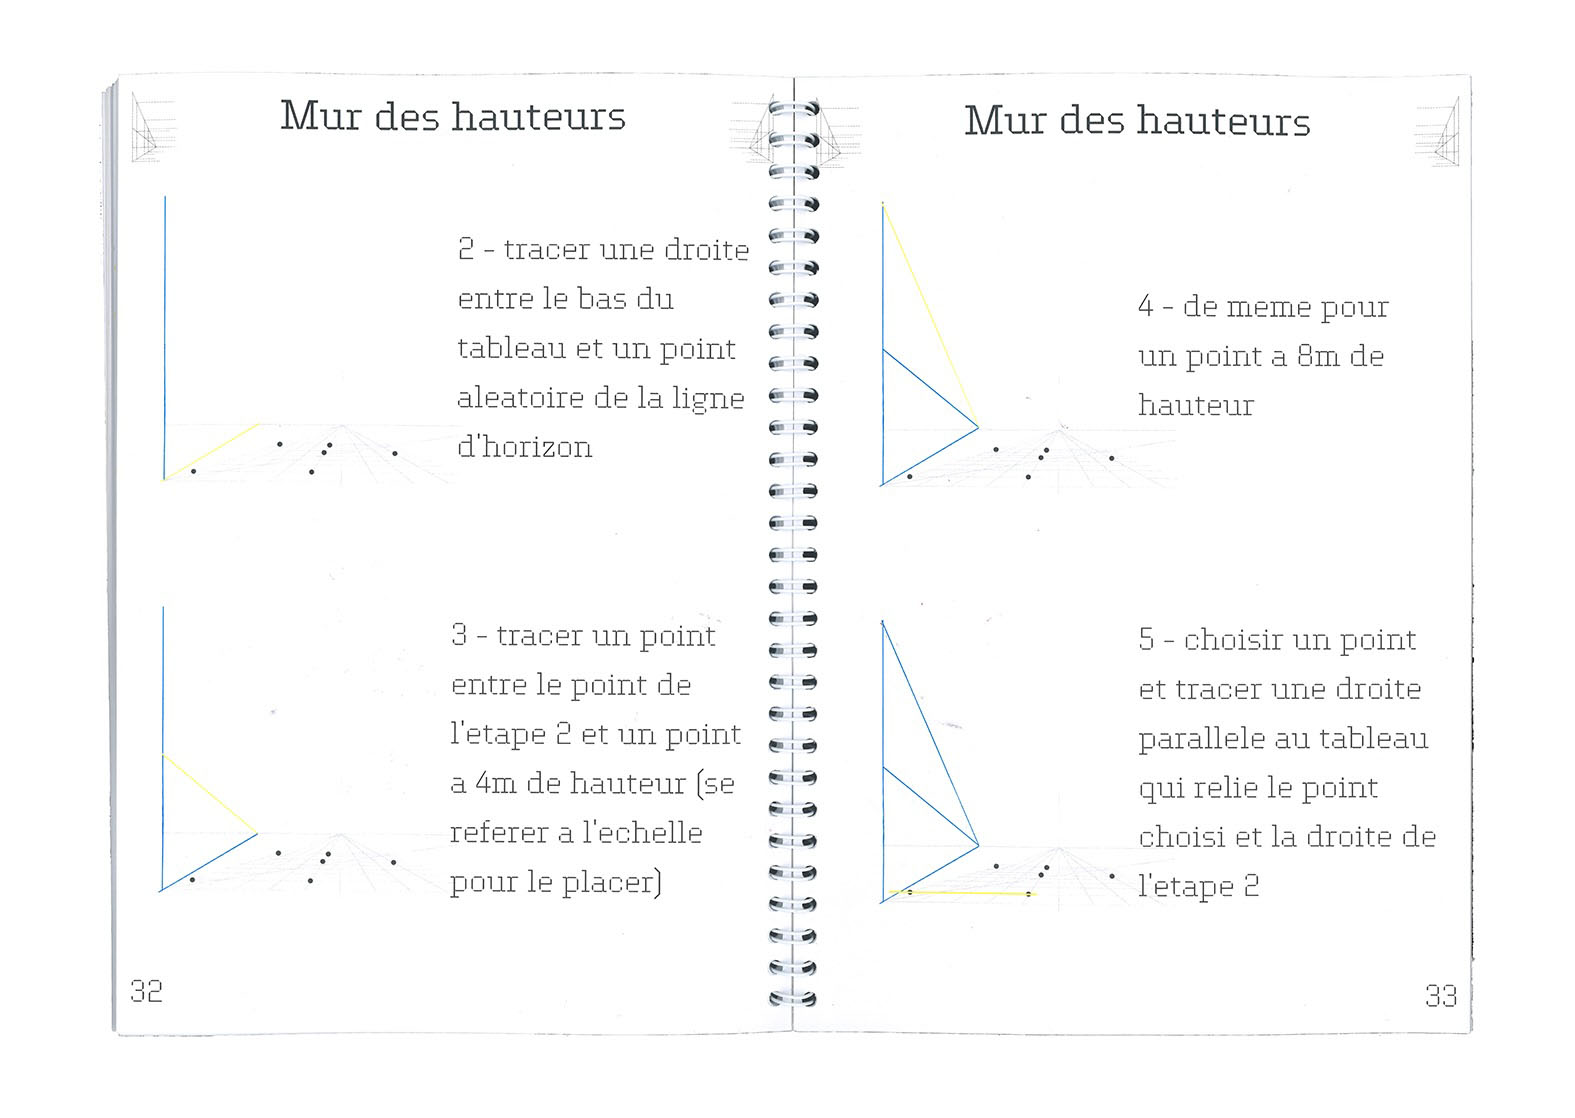 Mur des hauteurs
2 - tracer une droite
entre le bas du
tableau et un point
aleatoire de la ligne
d'horizon
3 - tracer un point
entre le point de
l'etape 2 et un point
a 4m de hauteur (se
referer a l'echelle
pour le placer)
32
Mur des hauteurs
4 - de meme pour
un point a 8m de
hauteur
5 - choisir un point
et tracer une droite
parallele au tableau
qui relie le point
choisi et la droite de
l'etape 2
33